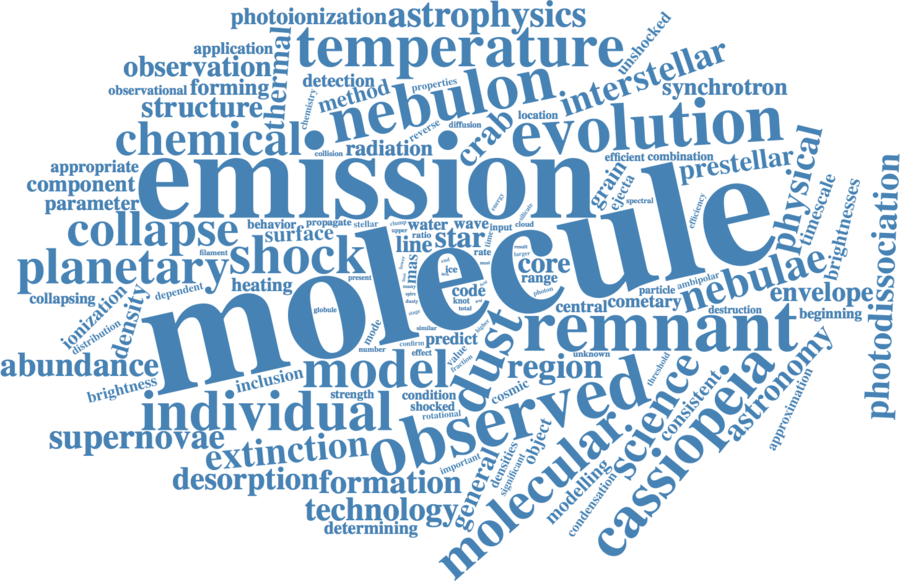 photoionization
astrophysics
temperature
unshocked
application
thermal
observation
observational
forming
detection
properties
structure
chemistry
method
nebulon
interstellar
synchrotron
reverse
diffusion
location
crab
evolution
chemical
collision
radiation
efficient
combination
emission
appropriate
component
parameter
grain
ejecta
prestellar
physical
timescale
brightnesses
photodissociation
spectral
efficiency
energy
silicate
collapse
behavior
propagate
stellar
clump
upper
water
wave
input
cloud
surface
ratio
line
star
time
rate
result
larger
filament
shock
planetary
molecule
mas
core
range
nebulae
envelope
ice
code
knot
total
photon
particle
ambipolar
central
cometary
destruction
beginning
collapsing
ionization
distribution
dependent
density
heating
present
globule
mode
number
similar
confirm
effect
predict
value
fraction
higher
dust
remnant
unknown
abundance
brightness
inclusion
model
strength
condition
shocked
rotational
cosmic
region
threshold
individual
observed
science
consistent
cassiopeia
astronomy
approximation
supernovae
extinction
important
general
densities
significant
object
molecular
modelling
condensation
desorption
formation
technology
determining